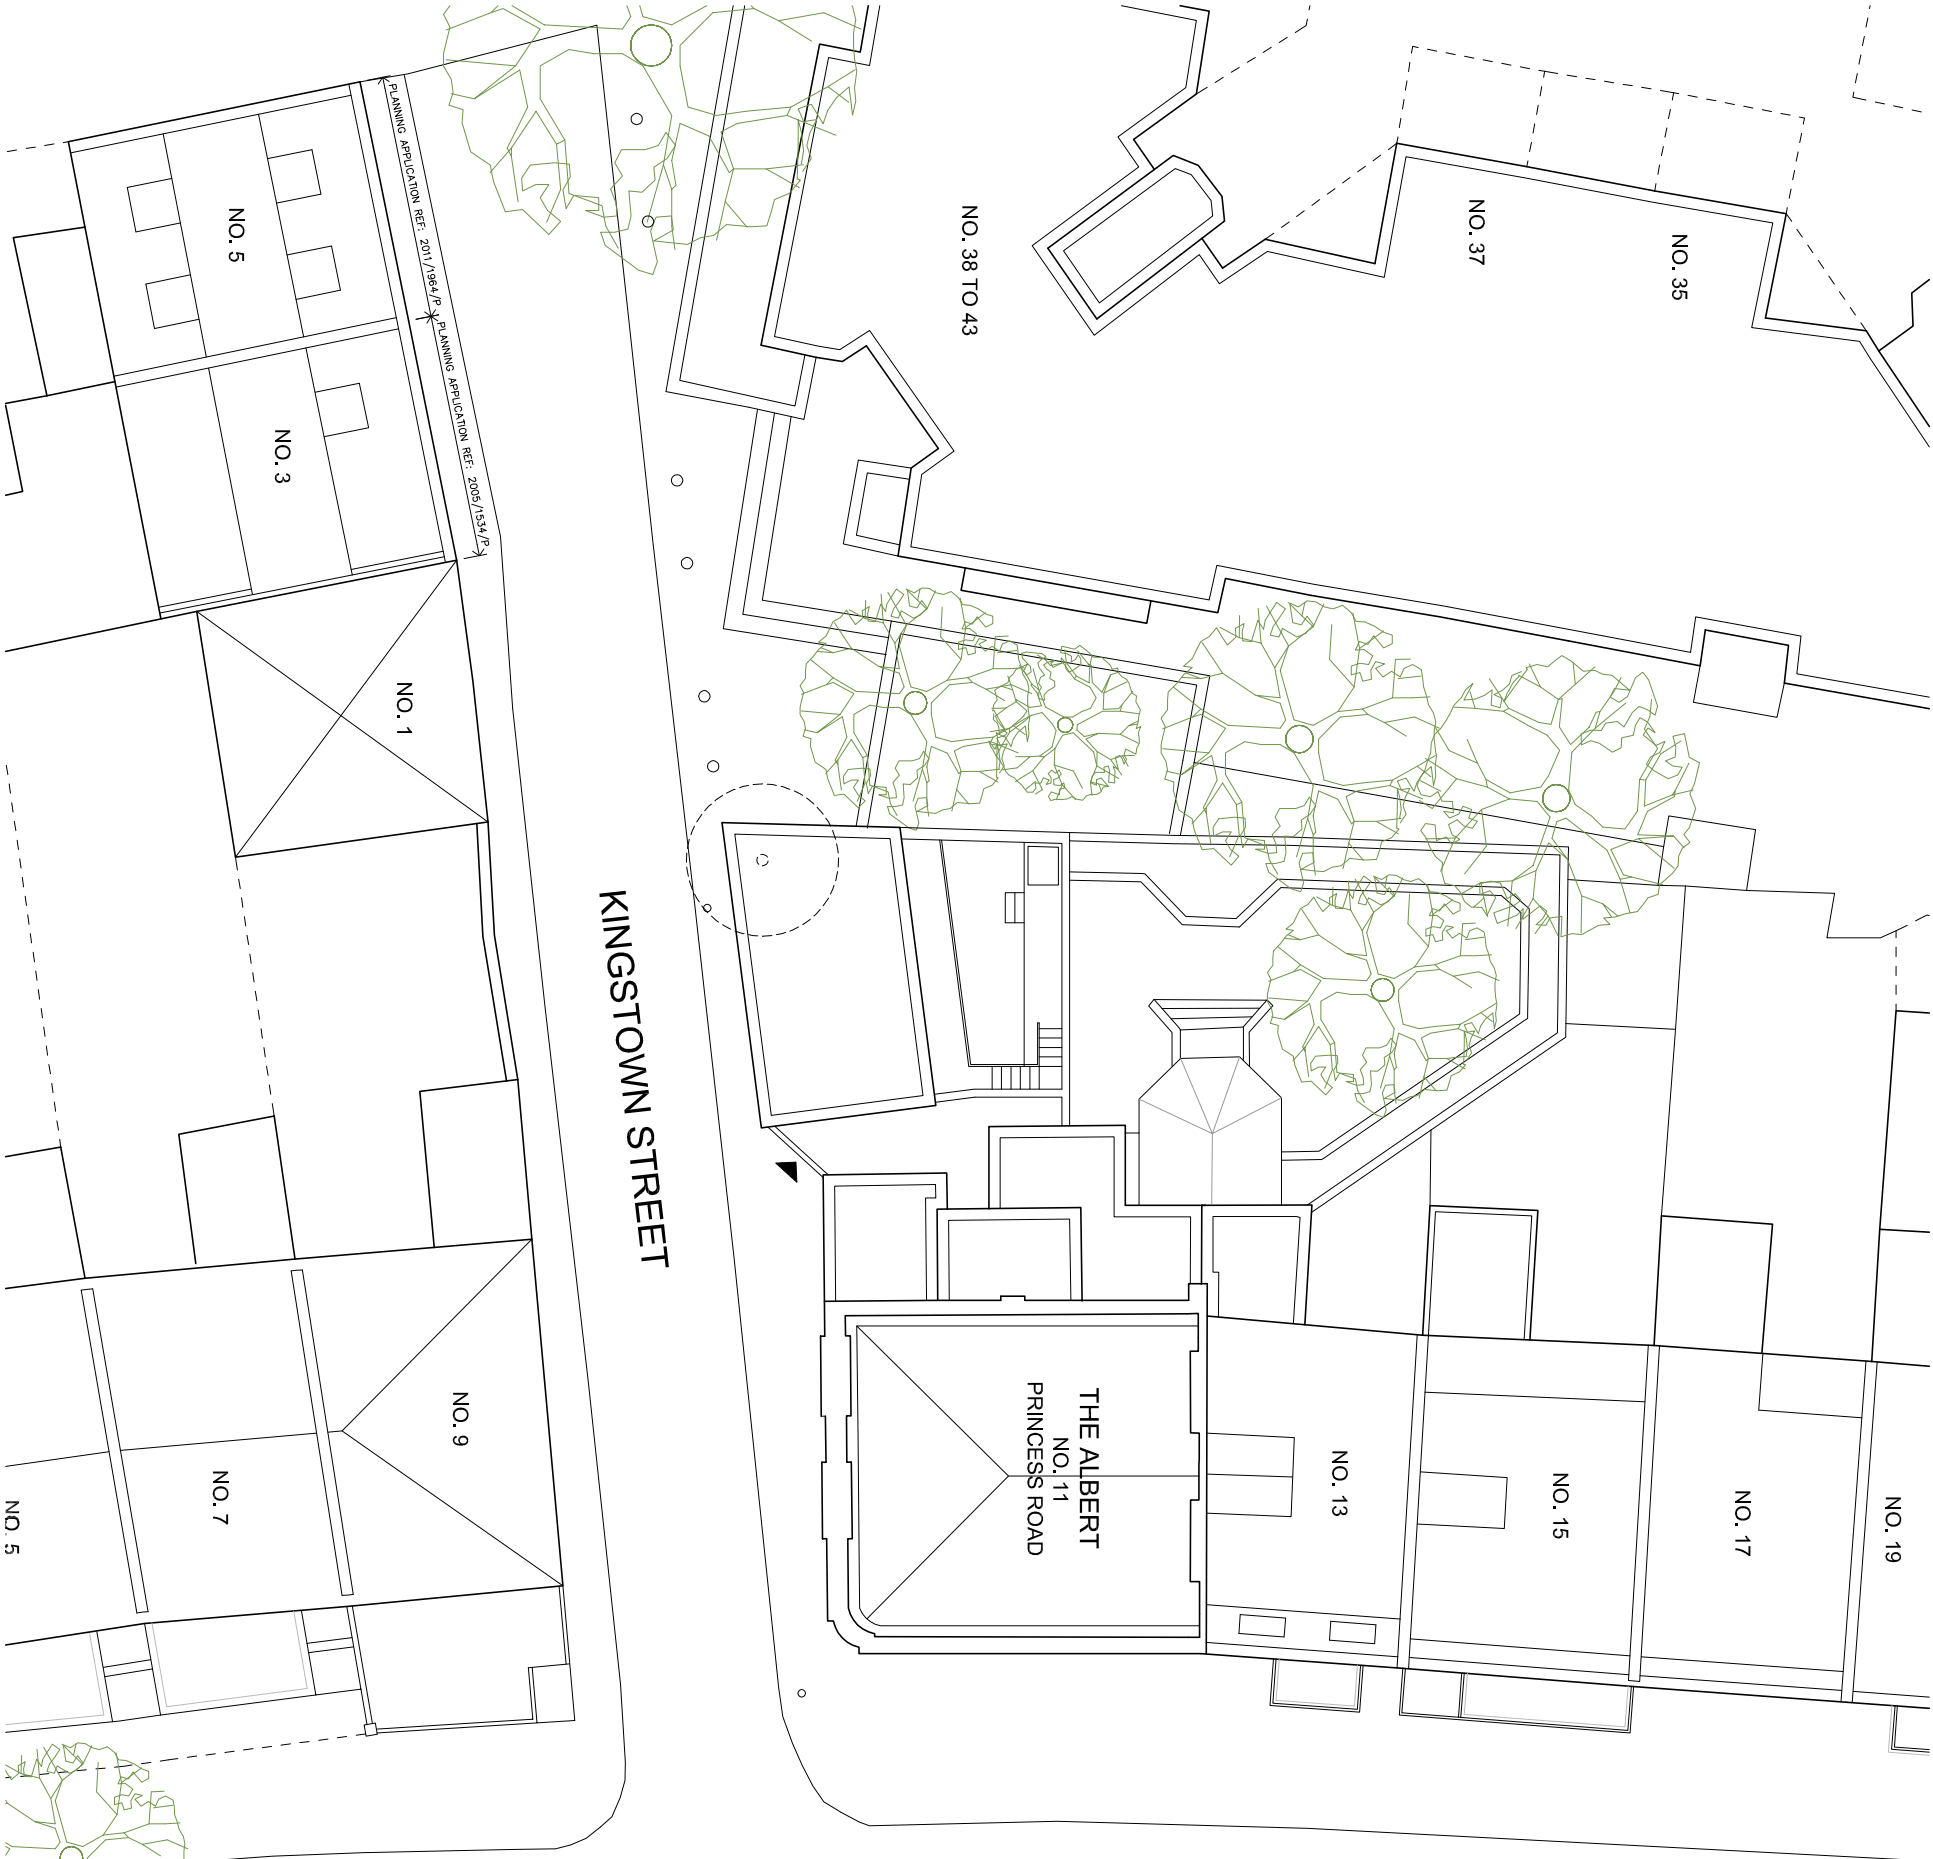 PLANNING APPLICATION REF: 2011/1964/P
PLANNING APPLICATION REF: 2005/1534/P
NO. 5
NO. 3
NO. 1
NO. 38 TO 43
NO. 37
NO. 35
KINGSTOWN STREET
THE ALBERT
NO. 11
PRINCESS ROAD
NO. 13
NO. 15
NO. 17
NO. 19
NO. 9
NO. 7
NO. 5